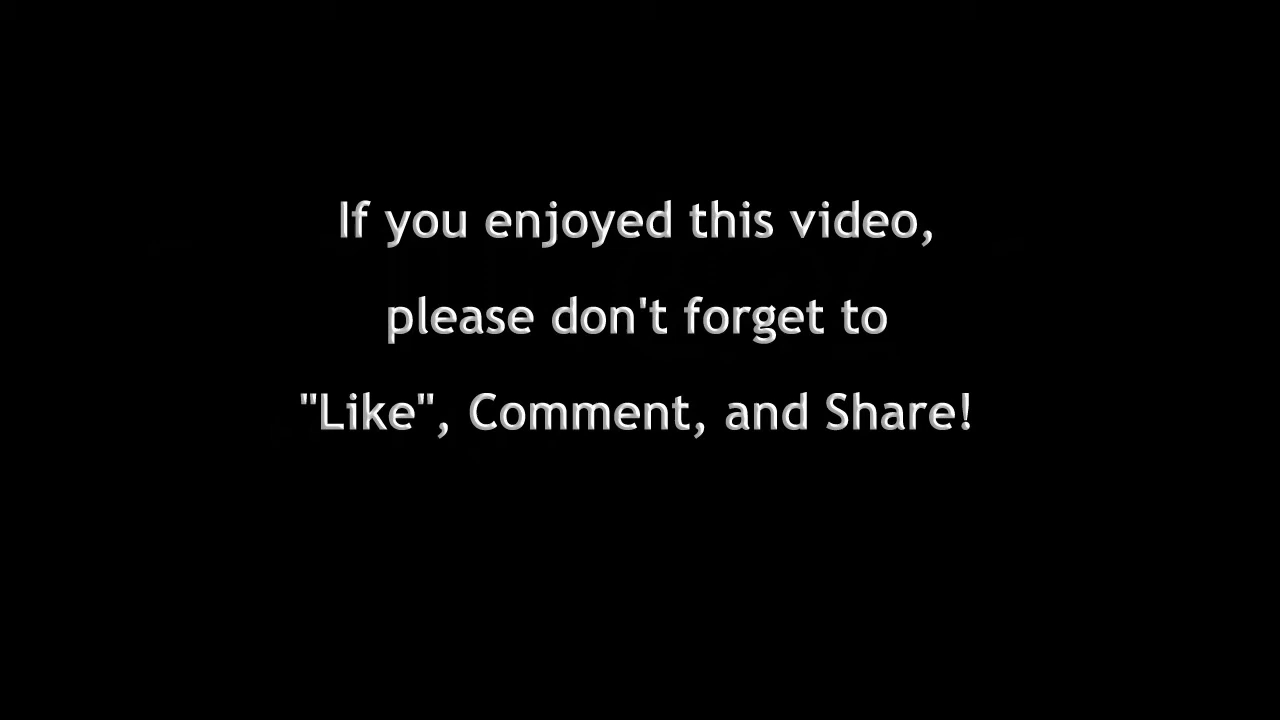 If you enjoyed this video,
please don't forget to
"Like", Comment, and Share!